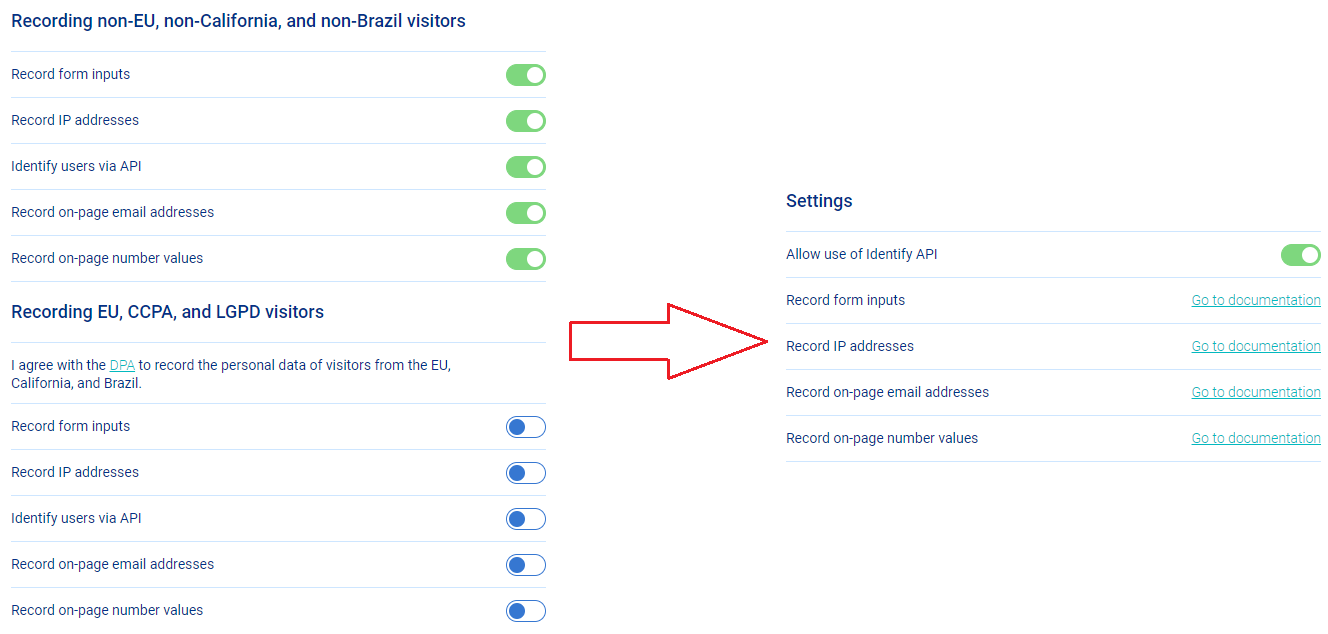 Recording non-EU, non-California, and non-Brazil visitors
Record form inputs
Record IP addresses
Identify users via API
Record on-page email addresses
Record on-page number values
Recording EU, CCPA, and LGPD visitors
I agree with the DPA to record the personal data of visitors from the EU,
California, and Brazil.
Record form inputs
Record IP addresses
Identify users via API
Record on-page email addresses
Record on-page number values
Settings
Allow use of Identify API
Record form inputs Go to documentation
Record IP addresses Go to documentation
Record on-page email addresses Go to documentation
Record on-page number values Go to documentation